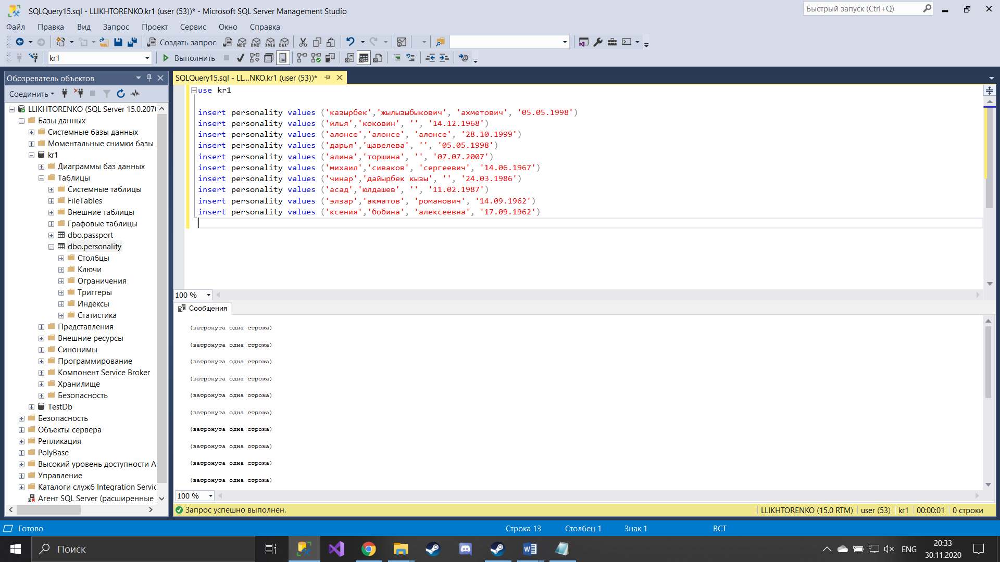 SQLQuery15.sql - LLIKHTORENKO.kr1 (user (53))* - Microsoft SQL Server Management Studio
Быстрый запуск (Ctrl+Q)
Файл Правка Вид Запрос Проект Сервис Окно Справка
Создать запрос MDX DMX XMLA DAX
kr1 Выполнить
Обозреватель объектов
SQLQuery15.sql - LL...NKO.kr1 (user (53))*
Соединить
LLIKHTORENKO (SQL Server 15.0.2070
Базы данных
Системные базы данных
Моментальные снимки базы
kr1
Диаграммы баз данных
Таблицы
Системные таблицы
FileTables
Внешние таблицы
Графовые таблицы
dbo.passport
dbo.personality
Столбцы
Ключи
Ограничения
Триггеры
Индексы
Статистика
Представления
Внешние ресурсы
Синонимы
Программирование
Компонент Service Broker
Хранилище
Безопасность
TestDb
Безопасность
Объекты сервера
Репликация
PolyBase
Высокий уровень доступности A
Управление
Каталоги служб Integration Servic
Агент SQL Server (расширенные
use kr1
insert personality values ('казырбек','жылызыбыкович', 'ахметович', '05.05.1998')
insert personality values ('илья','коковин', '', '14.12.1968')
insert personality values ('алонсе','алонсе', 'алонсе', '28.10.1999')
insert personality values ('дарья','щавелева', '', '05.05.1998')
insert personality values ('алина','торшина', '', '07.07.2007')
insert personality values ('михаил','сиваков', 'сергеевич', '14.06.1967')
insert personality values ('чинар','дайырбек кызы', '', '24.03.1986')
insert personality values ('асад','юлдашев', '', '11.02.1987')
insert personality values ('элзар','акматов', 'романович', '14.09.1962')
insert personality values ('ксения','бобина', 'алексеевна', '17.09.1962')
100 %
Сообщения
(затронута одна строка)
(затронута одна строка)
(затронута одна строка)
(затронута одна строка)
(затронута одна строка)
(затронута одна строка)
(затронута одна строка)
(затронута одна строка)
(затронута одна строка)
(затронута одна строка)
100 %
Запрос успешно выполнен. LLIKHTORENKO (15.0 RTM) user (53) kr1 00:00:01 0 строки
Готово Строка 13 Столбец 1 Знак 1 ВСТ
Поиск ENG 20:33
30.11.2020